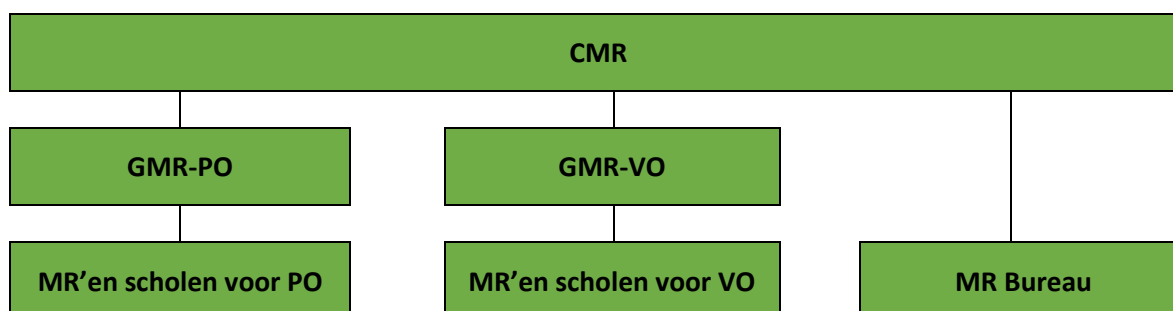 CMR
GMR-PO
GMR-VO
MR’en scholen voor PO
MR’en scholen voor VO
MR Bureau